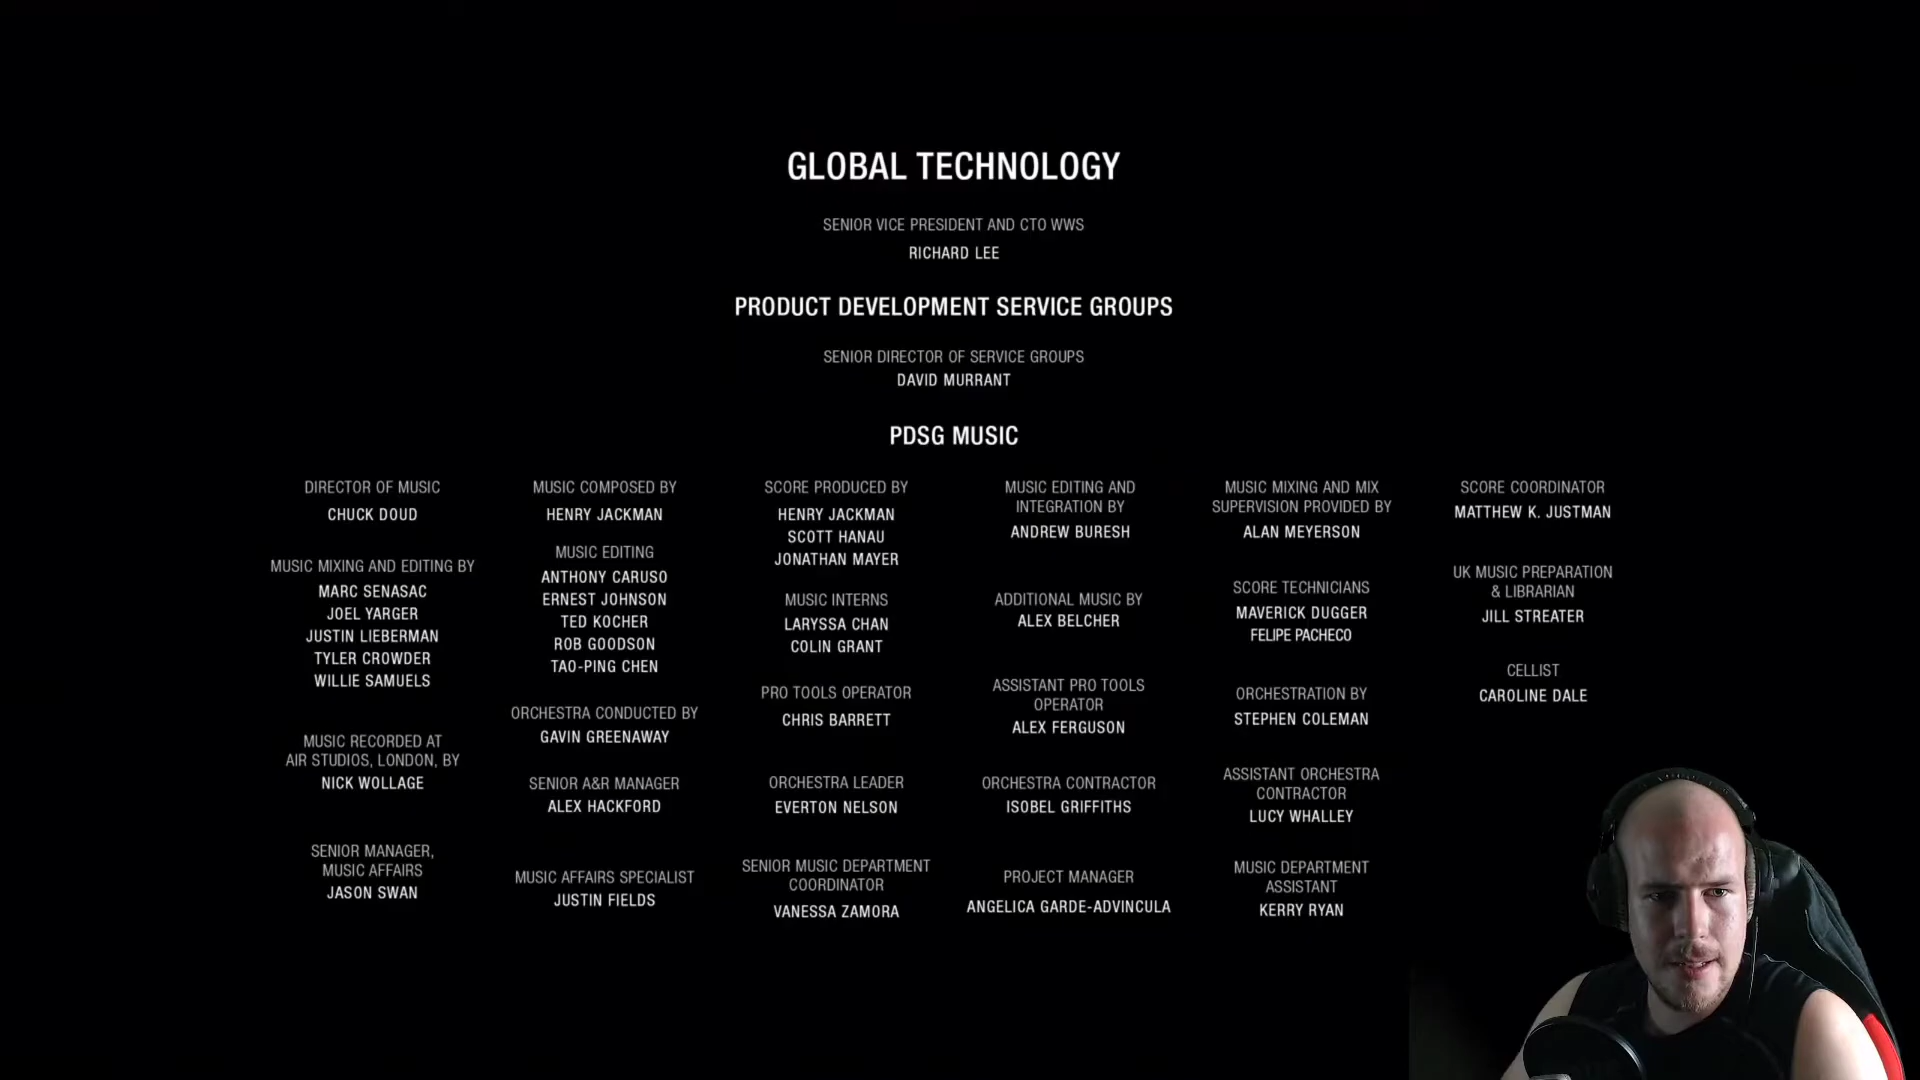 GLOBAL TECHNOLOGY
SENIOR VICE PRESIDENT AND CTO WWS
RICHARD LEE
PRODUCT DEVELOPMENT SERVICE GROUPS
SENIOR DIRECTOR OF SERVICE GROUPS
DAVID MURRANT
PDSG MUSIC
DIRECTOR OF MUSIC
CHUCK DOUD
MUSIC MIXING AND EDITING BY
MARC SENASAC
JOEL YARGER
JUSTIN LIEBERMAN
TYLER CROWDER
WILLIE SAMUELS
MUSIC RECORDED AT
AIR STUDIOS, LONDON, BY
NICK WOLLAGE
SENIOR MANAGER,
MUSIC AFFAIRS
JASON SWAN
MUSIC COMPOSED BY
HENRY JACKMAN
MUSIC EDITING
ANTHONY CARUSO
ERNEST JOHNSON
TED KOCHER
ROB GOODSON
TAO-PING CHEN
ORCHESTRA CONDUCTED BY
GAVIN GREENAWAY
SENIOR A&R MANAGER
ALEX HACKFORD
MUSIC AFFAIRS SPECIALIST
JUSTIN FIELDS
SCORE PRODUCED BY
HENRY JACKMAN
SCOTT HANAU
JONATHAN MAYER
MUSIC INTERNS
LARYSSA CHAN
COLIN GRANT
PRO TOOLS OPERATOR
CHRIS BARRETT
ORCHESTRA LEADER
EVERTON NELSON
SENIOR MUSIC DEPARTMENT
COORDINATOR
VANESSA ZAMORA
MUSIC EDITING AND
INTEGRATION BY
ANDREW BURESH
ADDITIONAL MUSIC BY
ALEX BELCHER
ASSISTANT PRO TOOLS
OPERATOR
ALEX FERGUSON
ORCHESTRA CONTRACTOR
ISOBEL GRIFFITHS
PROJECT MANAGER
ANGELICA GARDE-ADVINCULA
MUSIC MIXING AND MIX
SUPERVISION PROVIDED BY
ALAN MEYERSON
SCORE TECHNICIANS
MAVERICK DUGGER
FELIPE PACHECO
ORCHESTRATION BY
STEPHEN COLEMAN
ASSISTANT ORCHESTRA
CONTRACTOR
LUCY WHALLEY
MUSIC DEPARTMENT
ASSISTANT
KERRY RYAN
SCORE COORDINATOR
MATTHEW K. JUSTMAN
UK MUSIC PREPARATION
& LIBRARIAN
JILL STREATER
CELLIST
CAROLINE DALE